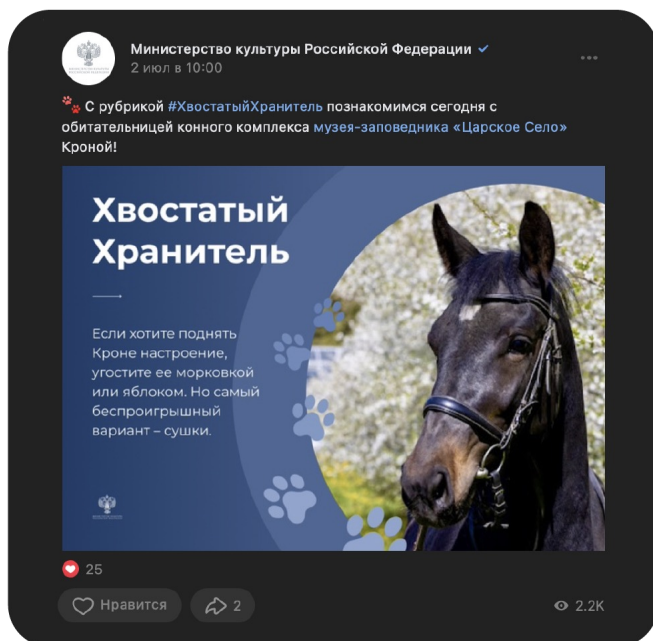 Министерство культуры Российской Федерации
2 июл в 10:00
С рубрикой #ХвостатыйХранитель познакомимся сегодня с
обитательницей конного комплекса музея-заповедника «Царское Село»
Кроной!
Хвостатый
Хранитель
Если хотите поднять
Кроне настроение,
угостите ее морковкой
или яблоком. Но самый
беспроигрышный
вариант – сушки.
25
Нравится
2
2.2K